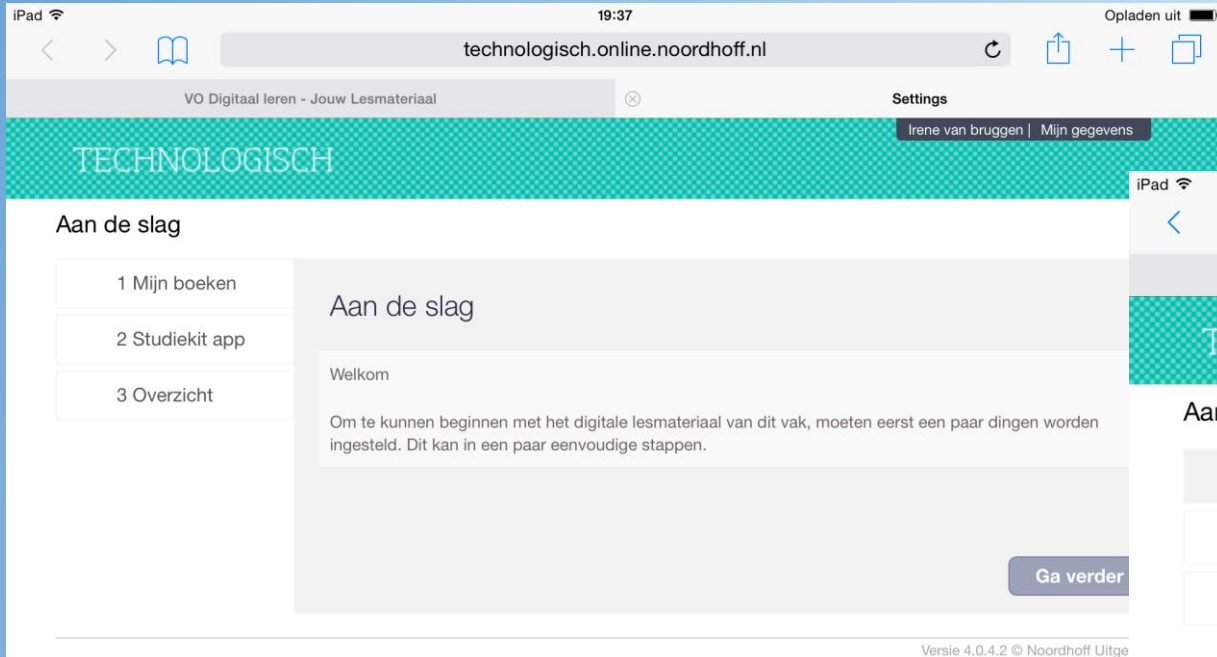 iPad 19:37 Opladen uit
technologisch.online.noordhoff.nl
VO Digitaal leren - Jouw Lesmateriaal Settings
Irene van bruggen | Mijn gegevens
TECHNOLOGISCH
iPad
Aan de slag
1 Mijn boeken
Aan de slag
2 Studiekit app
Welkom
3 Overzicht
Om te kunnen beginnen met het digitale lesmateriaal van dit vak, moeten eerst een paar dingen worden
ingesteld. Dit kan in een paar eenvoudige stappen.
Ga verder
Versie 4.0.4.2 © Noordhoff Uitge